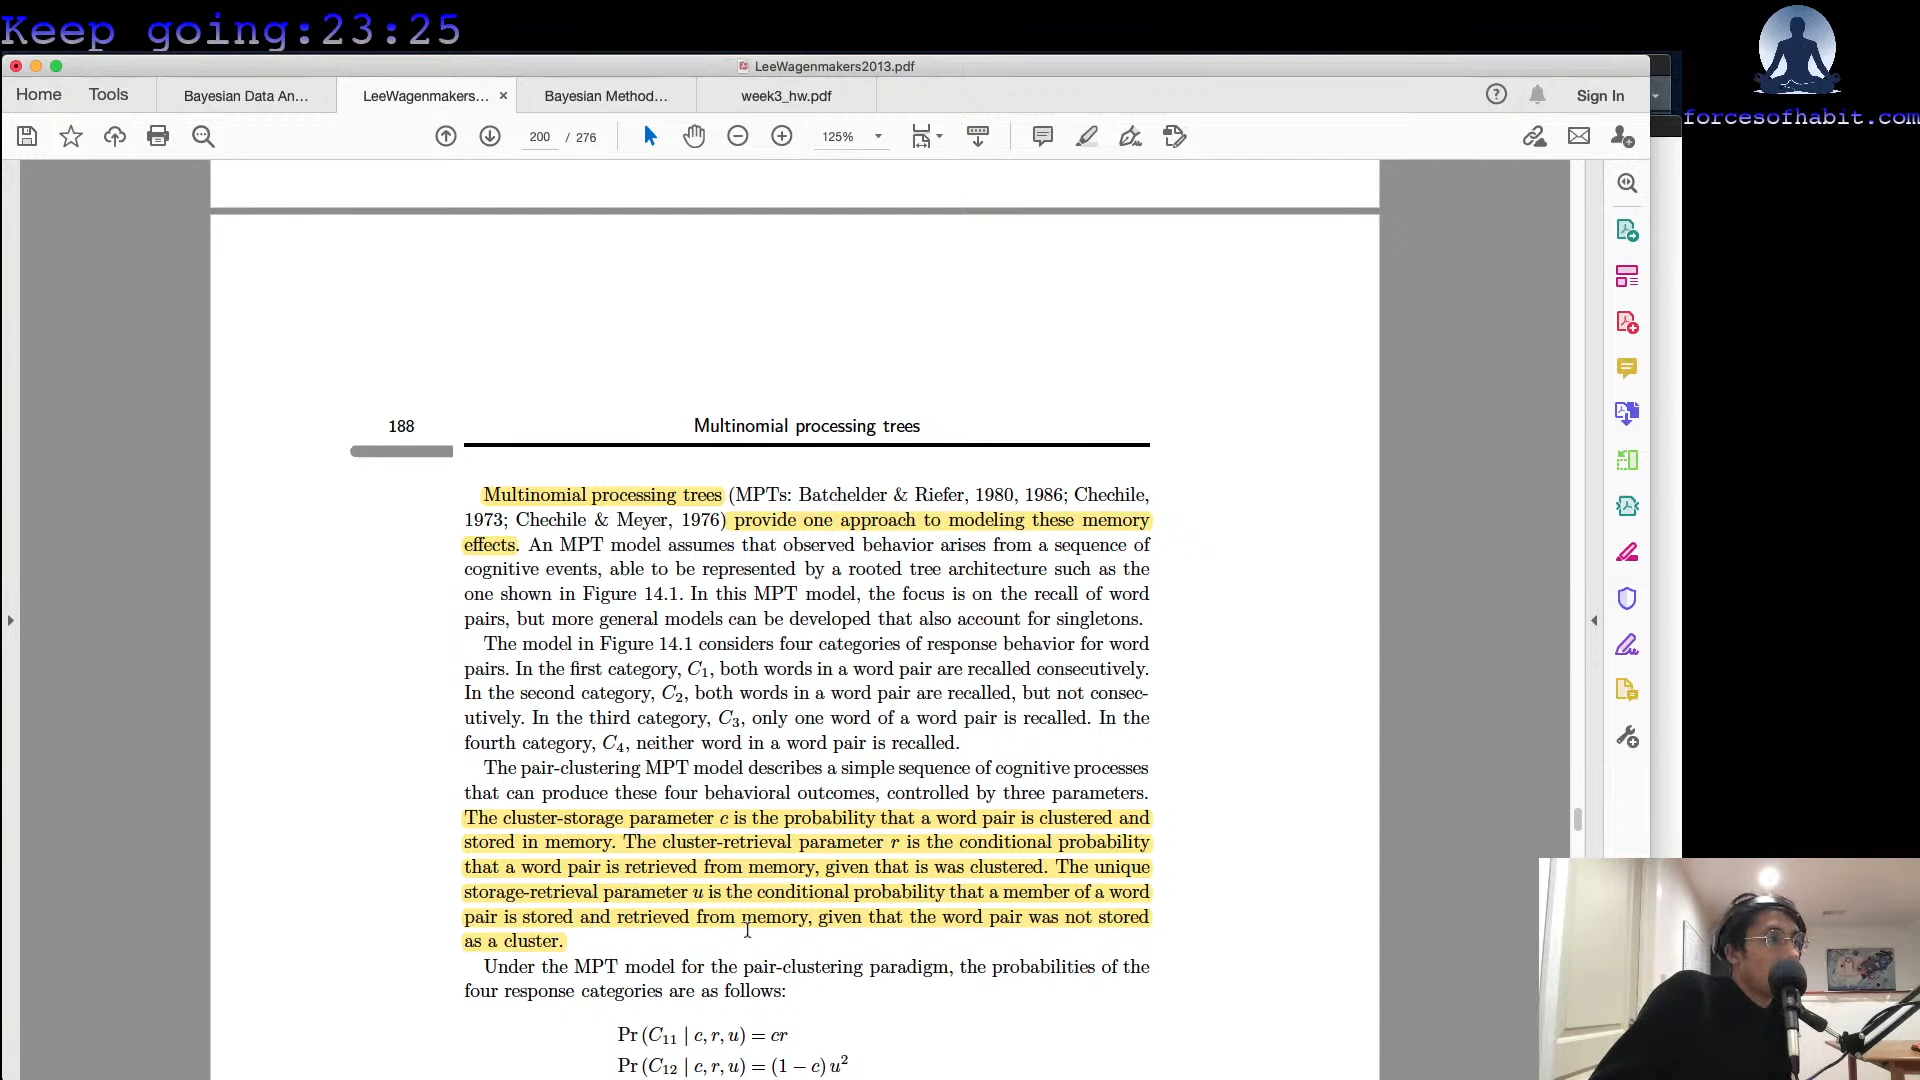 Keep going:23:25
forcesofhabit.com
LeeWagenmakers2013.pdf
Home Tools Bayesian Data An... LeeWagenmakers... × Bayesian Method... week3_hw.pdf Sign In
200 / 276 125%
188 Multinomial processing trees
Multinomial processing trees (MPTs: Batchelder & Riefer, 1980, 1986; Chechile,
1973; Chechile & Meyer, 1976) provide one approach to modeling these memory
effects. An MPT model assumes that observed behavior arises from a sequence of
cognitive events, able to be represented by a rooted tree architecture such as the
one shown in Figure 14.1. In this MPT model, the focus is on the recall of word
pairs, but more general models can be developed that also account for singletons.
The model in Figure 14.1 considers four categories of response behavior for word
pairs. In the first category, C₁, both words in a word pair are recalled consecutively.
In the second category, C₂, both words in a word pair are recalled, but not consec-
utively. In the third category, C₃, only one word of a word pair is recalled. In the
fourth category, C₄, neither word in a word pair is recalled.
The pair-clustering MPT model describes a simple sequence of cognitive processes
that can produce these four behavioral outcomes, controlled by three parameters.
The cluster-storage parameter c is the probability that a word pair is clustered and
stored in memory. The cluster-retrieval parameter r is the conditional probability
that a word pair is retrieved from memory, given that is was clustered. The unique
storage-retrieval parameter u is the conditional probability that a member of a word
pair is stored and retrieved from memory, given that the word pair was not stored
as a cluster.
Under the MPT model for the pair-clustering paradigm, the probabilities of the
four response categories are as follows:
Pr (C₁₁ | c, r, u) = cr
Pr (C₁₂ | c, r, u) = (1 − c) u²